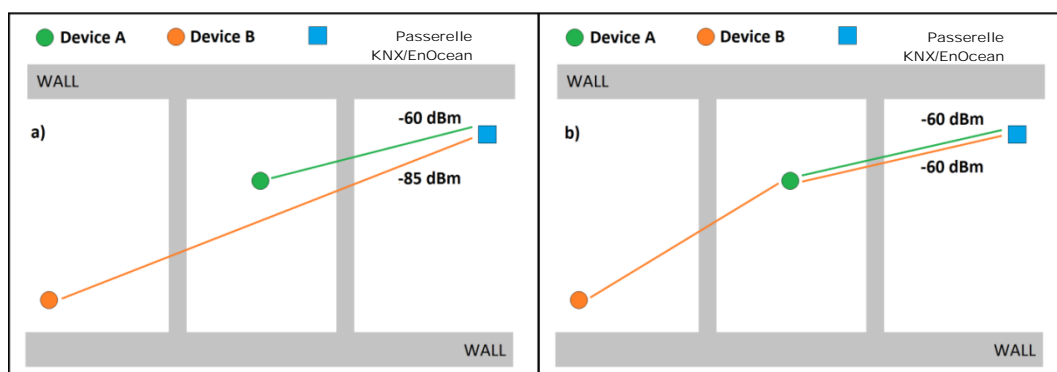 Device A Device B Passerelle
KNX/EnOcean
WALL
a)
-60 dBm
-85 dBm
WALL
Device A Device B Passerelle
KNX/EnOcean
WALL
b)
-60 dBm
-60 dBm
WALL